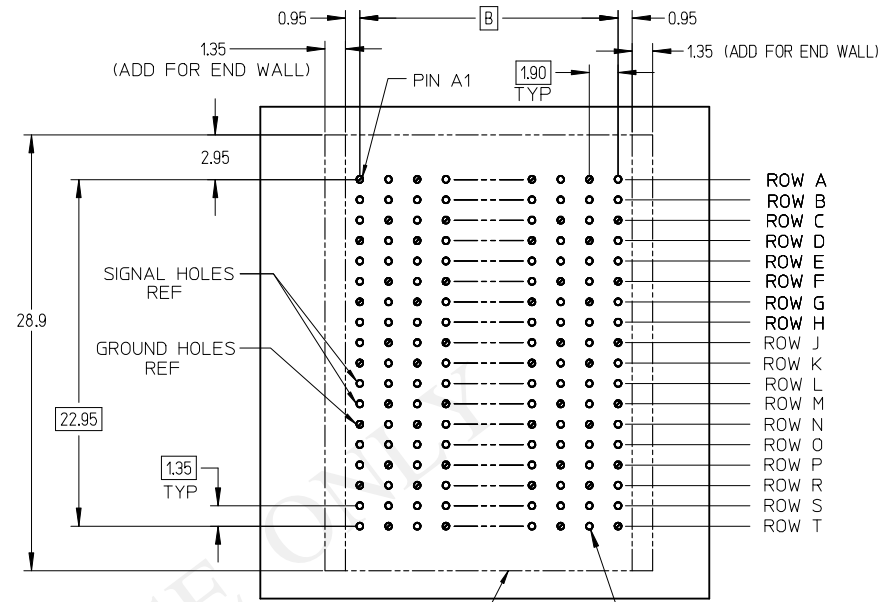 0.95
B
0.95
1.35
(ADD FOR END WALL)
1.35 (ADD FOR END WALL)
1.90
TYP
PIN A1
2.95
ROW A
ROW B
ROW C
ROW D
ROW E
SIGNAL HOLES
REF
ROW F
ROW G
28.9
ROW H
GROUND HOLES
REF
ROW J
ROW K
ROW L
ROW M
22.95
ROW N
ROW O
1.35
TYP
ROW P
ROW R
ROW S
ROW T
E ONLY